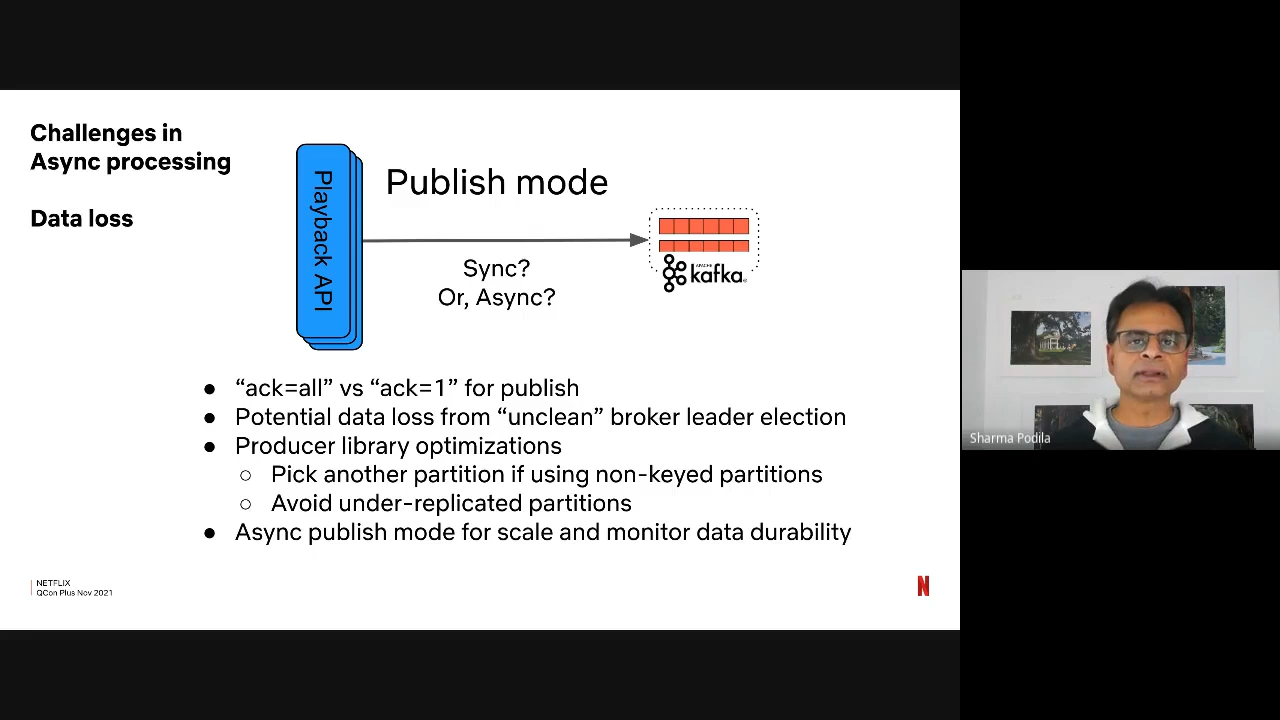 Challenges in
Async processing
Data loss
Playback API
Publish mode
Sync?
Or, Async?
APACHE
kafka
● “ack=all” vs “ack=1” for publish
● Potential data loss from “unclean” broker leader election
● Producer library optimizations
○ Pick another partition if using non-keyed partitions
○ Avoid under-replicated partitions
● Async publish mode for scale and monitor data durability
NETFLIX
QCon Plus Nov 2021
N
Sharma Podila